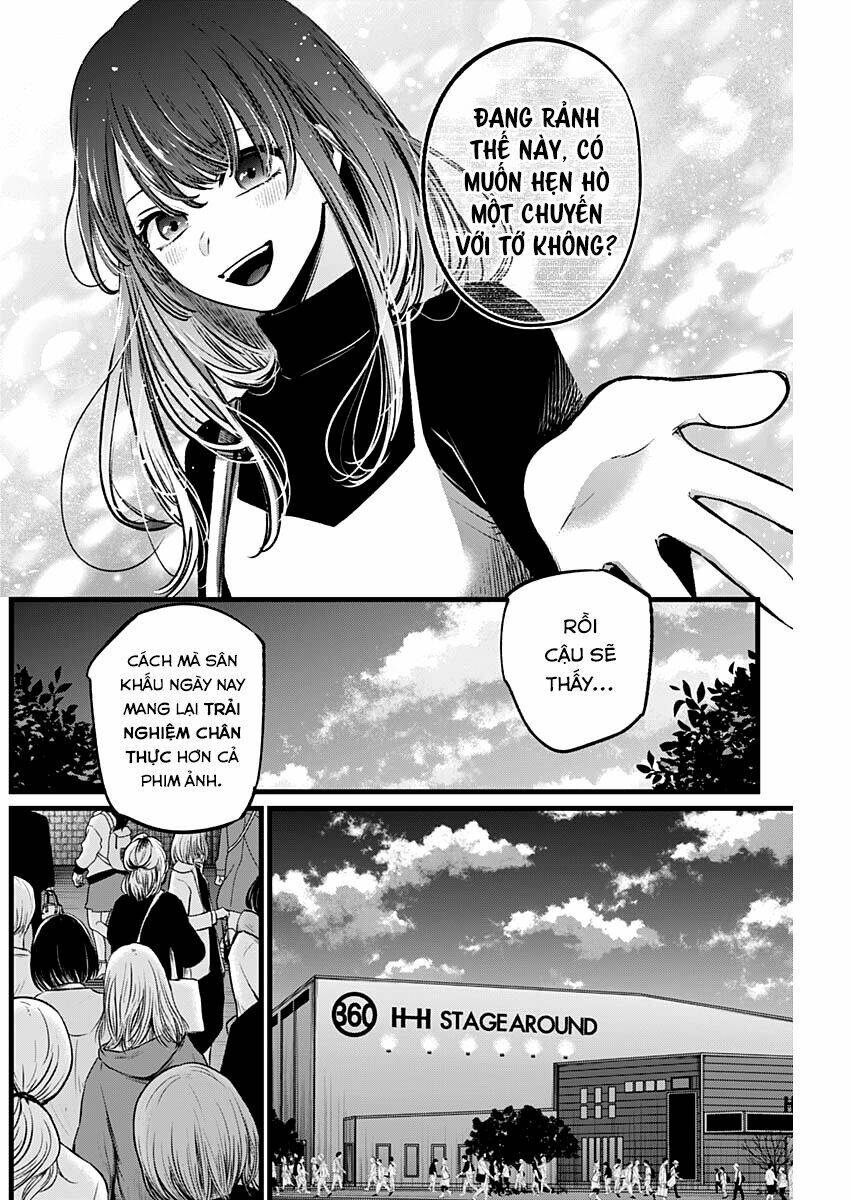 ĐANG RẢNH
THẾ NÀY, CÓ
MUỐN HẸN HÒ
MỘT CHUYẾN
VỚI TỚ KHÔNG?
RỒI
CẬU SẼ
THẤY...
CÁCH MÀ SÂN
KHẤU NGÀY NAY
MANG LẠI TRẢI
NGHIỆM CHÂN
THỰC HƠN CẢ
PHIM ẢNH.
360 HH STAGEAROUND
H